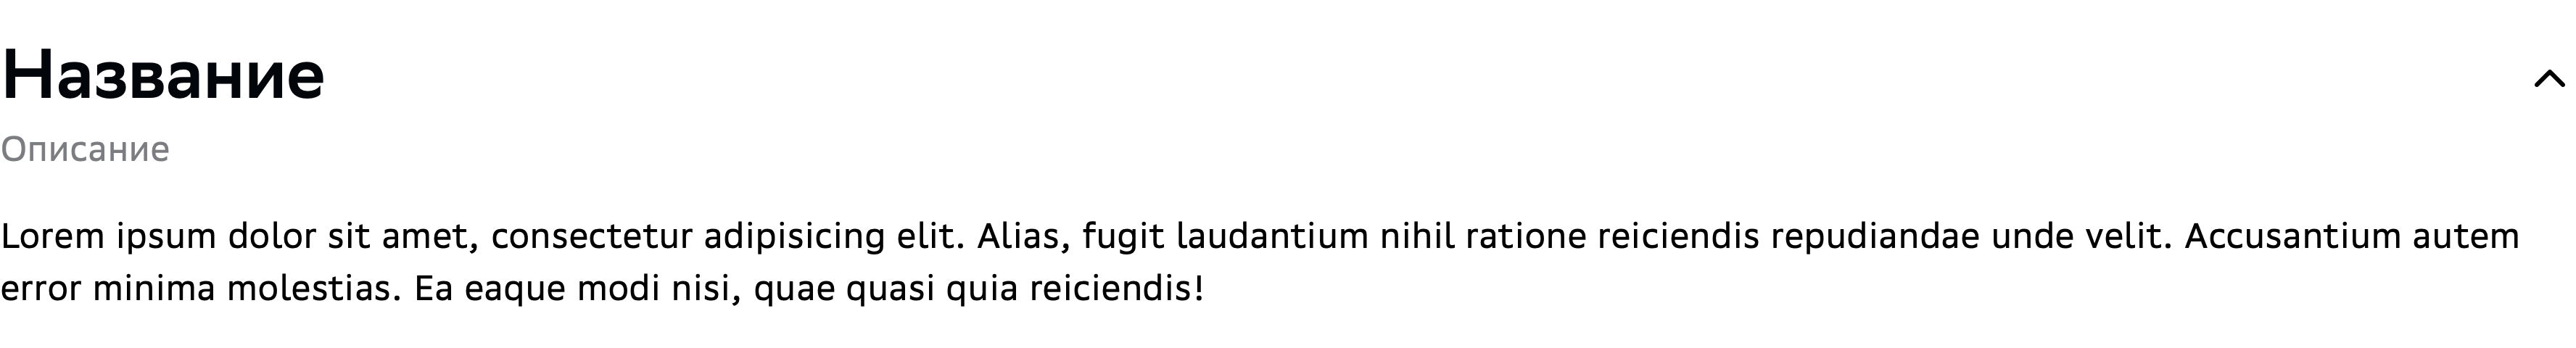 Название
Описание
Lorem ipsum dolor sit amet, consectetur adipisicing elit. Alias, fugit laudantium nihil ratione reiciendis repudiandae unde velit. Accusantium autem
error minima molestias. Ea eaque modi nisi, quae quasi quia reiciendis!